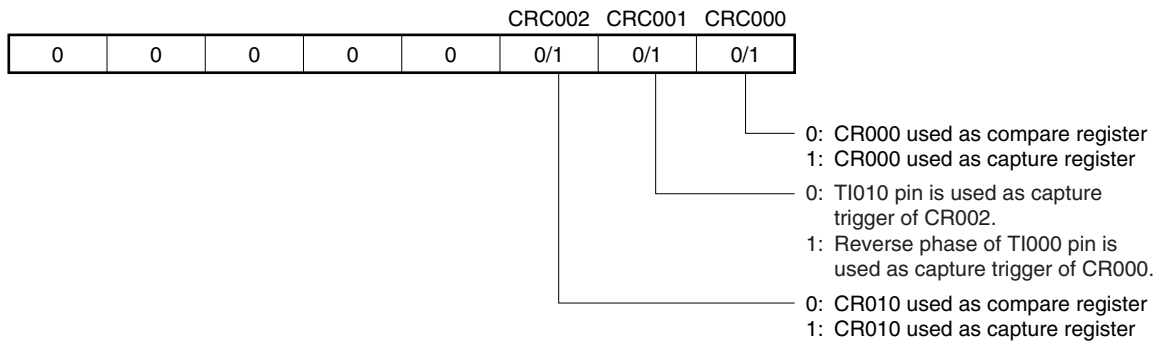 CRC002 CRC001 CRC000
0 0 0 0 0 0/1 0/1 0/1
0: CR000 used as compare register
1: CR000 used as capture register
0: TI010 pin is used as capture
trigger of CR002.
1: Reverse phase of TI000 pin is
used as capture trigger of CR000.
0: CR010 used as compare register
1: CR010 used as capture register